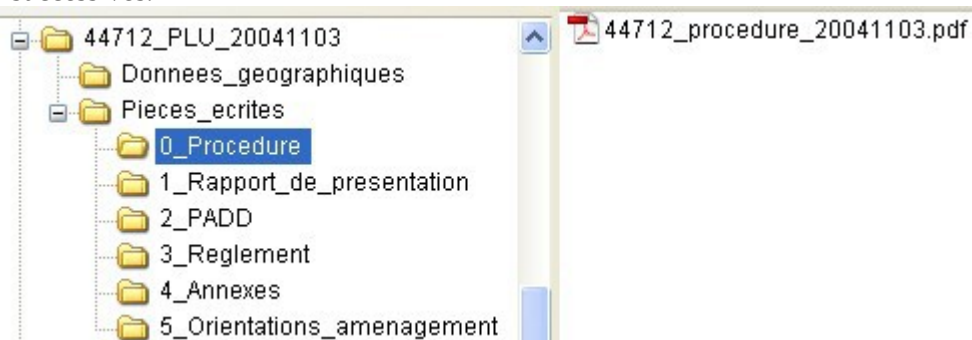 44712_PLU_20041103
Donnees_geographiques
Pieces_ecrites
0_Procedure
1_Rapport_de_presentation
2_PADD
3_Reglement
4_Annexes
5_Orientations_amenagement
44712_procedure_20041103.pdf